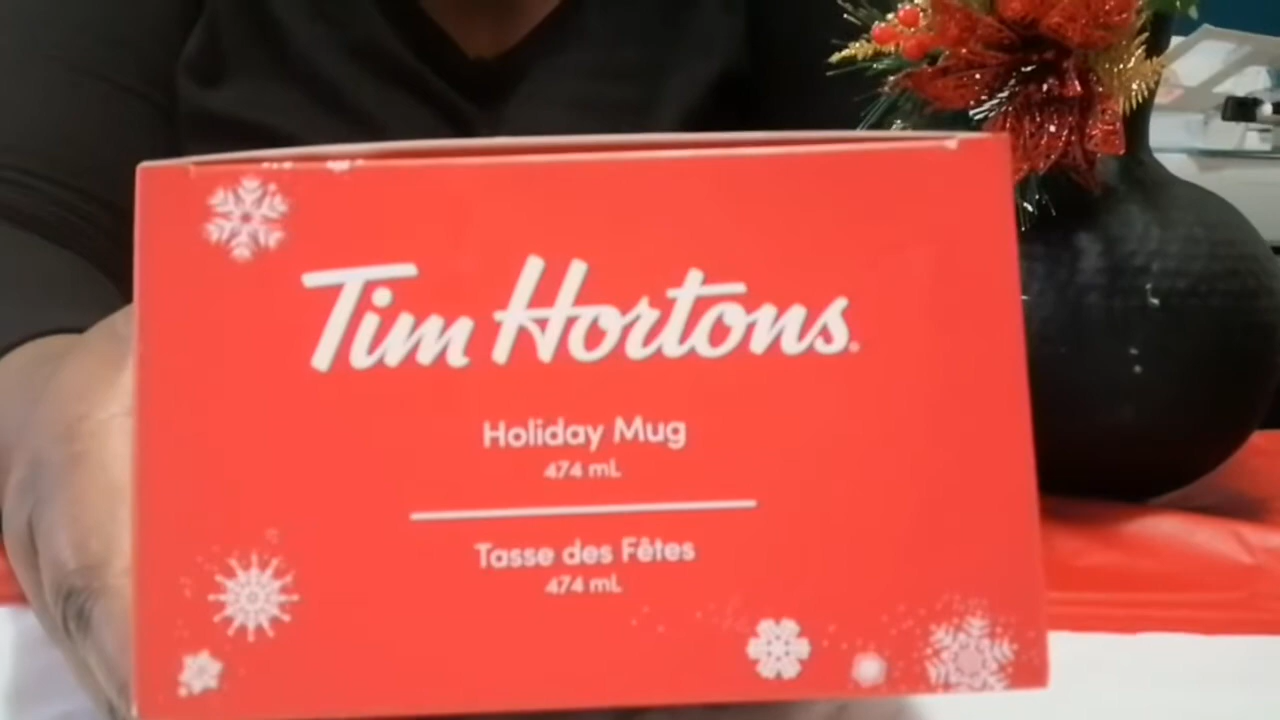 Tim Hortons®
Holiday Mug
474 mL
Tasse des Fêtes
474 mL